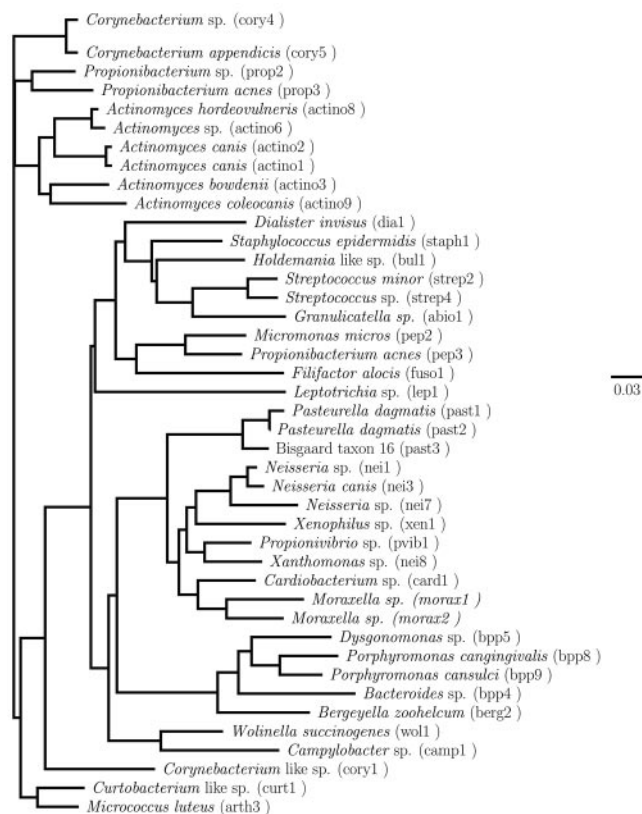 Corynebacterium sp. (cory4 )
Corynebacterium appendicis (cory5 )
Propionibacterium sp. (prop2 )
Propionibacterium acnes (prop3 )
Actinomyces hordeovulneris (actino8 )
Actinomyces sp. (actino6 )
Actinomyces canis (actino2 )
Actinomyces canis (actino1 )
Actinomyces bowdenii (actino3 )
Actinomyces coleocanis (actino9 )
Dialister invisus (dia1 )
Staphylococcus epidermidis (staph1 )
Holdemania like sp. (bul1 )
Streptococcus minor (strep2 )
Streptococcus sp. (strep4 )
Granulicatella sp. (abio1 )
Micromonas micros (pep2 )
Propionibacterium acnes (pep3 )
Filifactor alocis (fuso1 )
0.03
Leptotrichia sp. (lep1 )
Pasteurella dagmatis (past1 )
Pasteurella dagmatis (past2 )
Bisgaard taxon 16 (past3 )
Neisseria sp. (nei1 )
Neisseria canis (nei3 )
Neisseria sp. (nei7 )
Xenophilus sp. (xen1 )
Propionivibrio sp. (pvib1 )
Xanthomonas sp. (nei8 )
Cardiobacterium sp. (card1 )
Moraxella sp. (morax1 )
Moraxella sp. (morax2 )
Dysgonomonas sp. (bpp5 )
Porphyromonas cangingivalis (bpp8 )
Porphyromonas cansulci (bpp9 )
Bacteroides sp. (bpp4 )
Bergeyella zoohelcum (berg2 )
Wolinella succinogenes (wol1 )
Campylobacter sp. (camp1 )
Corynebacterium like sp. (cory1 )
Curtobacterium like sp. (curt1 )
Micrococcus luteus (arth3 )